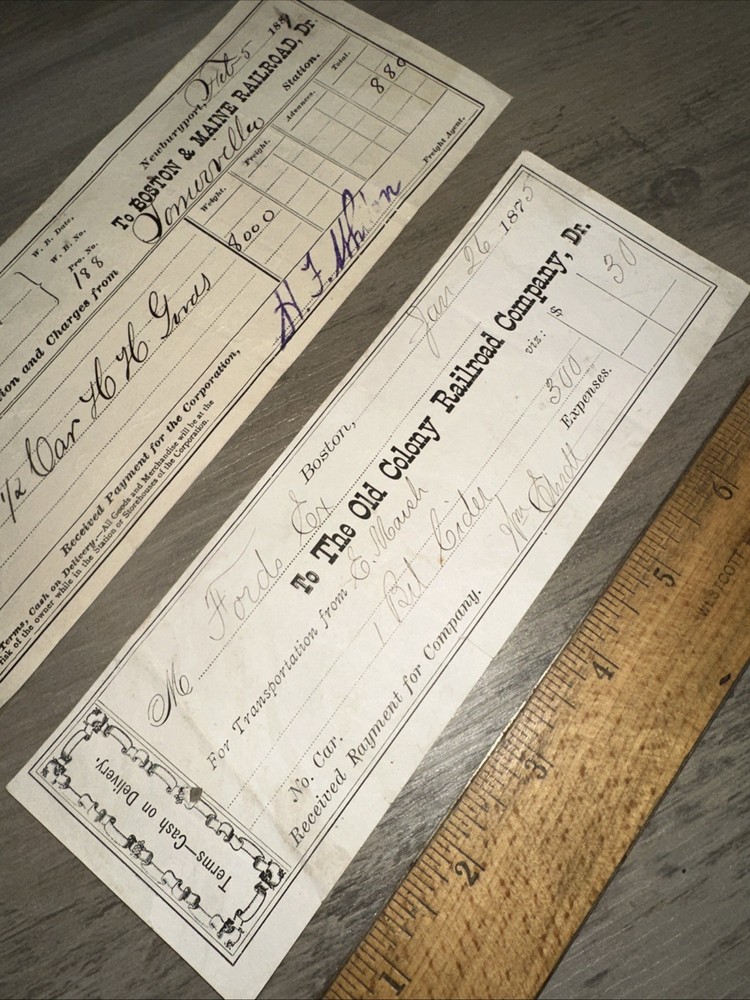 Newburyport, Feb 5 188
To BOSTON & MAINE RAILROAD, Dr.
W. B. Date.
W. B. No.
Pro. No.
188
Somerville Station.
tion and Charges from
Weight. Freight. Advances. Total.
1/2 Car H H Goods 8000 880
Received Payment for the Corporation,
H. F.
Freight Agent.
Terms, Cash on Delivery.—All Goods and Merchandise will be at the
risk of the owner while in the Station or Storehouses of the Corporation.
Boston, Jan 26 1875
M Fords Ex
To The Old Colony Railroad Company, Dr.
For Transportation from E. Marsh viz: $
1 Bbl Cider 300 30
No. Car. Expenses.
Received Payment for Company.
Wm
Terms—Cash on Delivery.
1 2 3 4 5 6
WESTCOTT